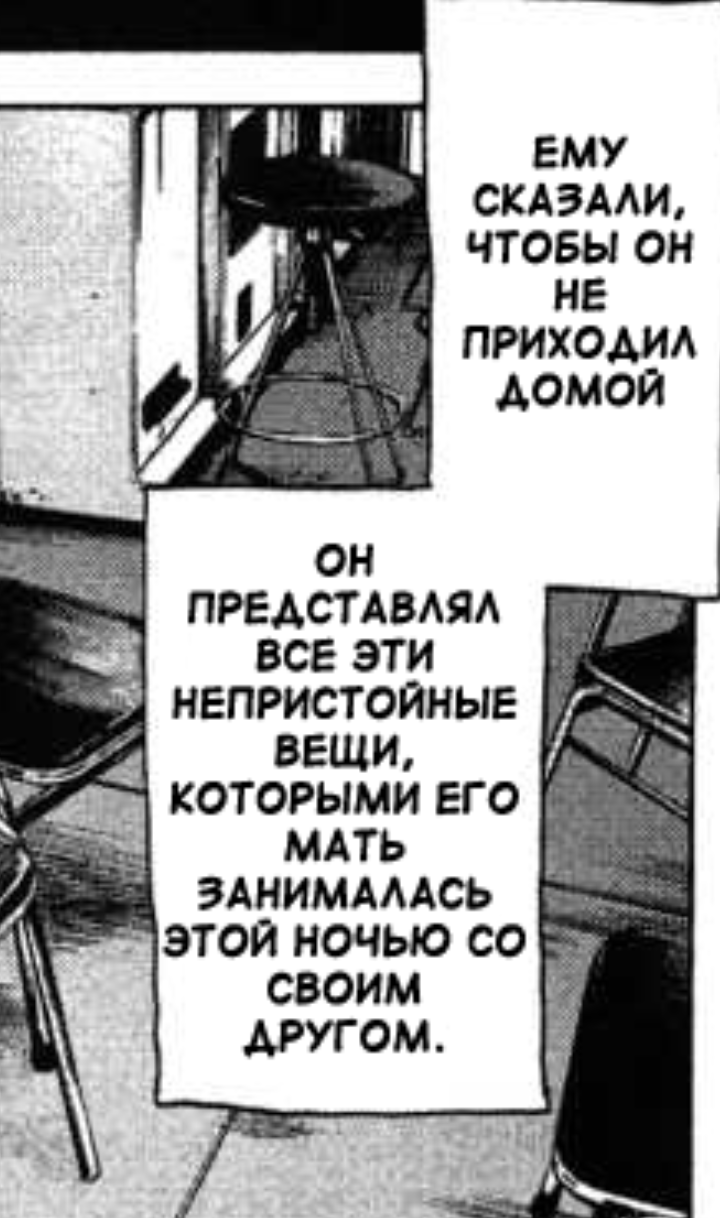 ЕМУ
СКАЗАЛИ,
ЧТОБЫ ОН
НЕ
ПРИХОДИЛ
ДОМОЙ
ОН
ПРЕДСТАВЛЯЛ
ВСЕ ЭТИ
НЕПРИСТОЙНЫЕ
ВЕЩИ,
КОТОРЫМИ ЕГО
МАТЬ
ЗАНИМАЛАСЬ
ЭТОЙ НОЧЬЮ СО
СВОИМ
ДРУГОМ.